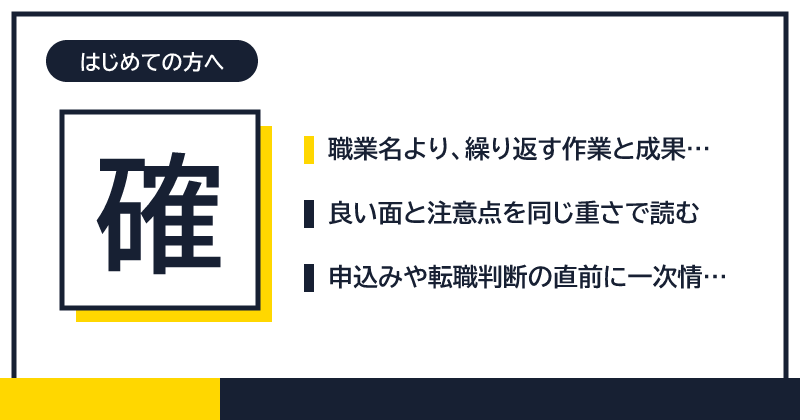 はじめての方へ
確
職業名より、繰り返す作業と成果…
良い面と注意点を同じ重さで読む
申込みや転職判断の直前に一次情…